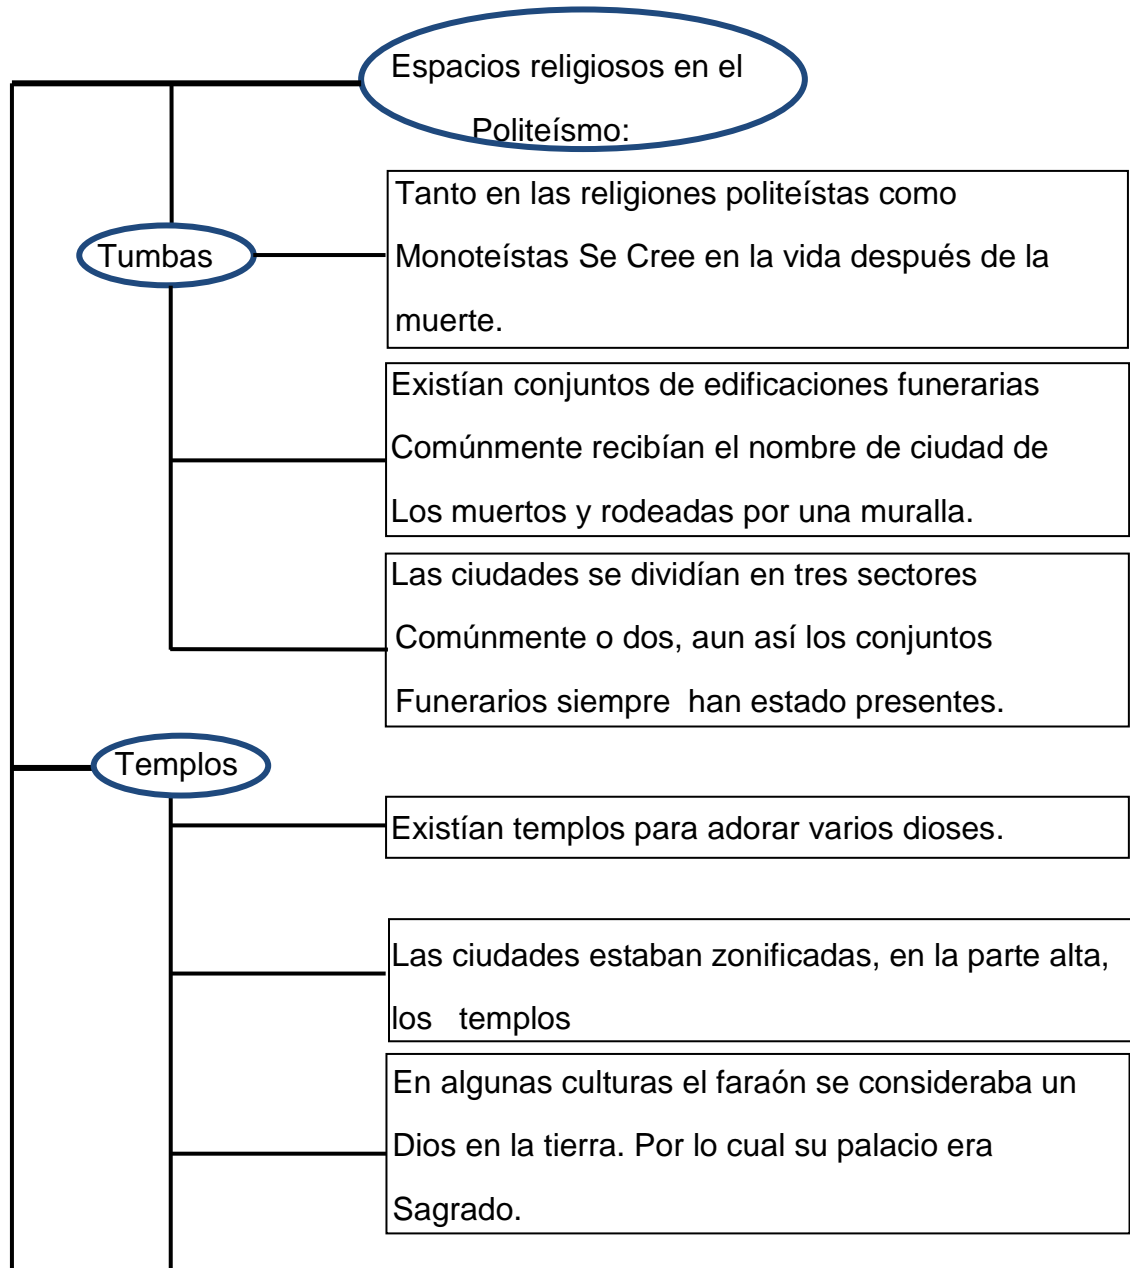 Espacios religiosos en el
Politeísmo:
Tumbas
Tanto en las religiones politeístas como
Monoteístas Se Cree en la vida después de la
muerte.
Existían conjuntos de edificaciones funerarias
Comúnmente recibían el nombre de ciudad de
Los muertos y rodeadas por una muralla.
Las ciudades se dividían en tres sectores
Comúnmente o dos, aun así los conjuntos
Funerarios siempre han estado presentes.
Templos
Existían templos para adorar varios dioses.
Las ciudades estaban zonificadas, en la parte alta,
los templos
En algunas culturas el faraón se consideraba un
Dios en la tierra. Por lo cual su palacio era
Sagrado.